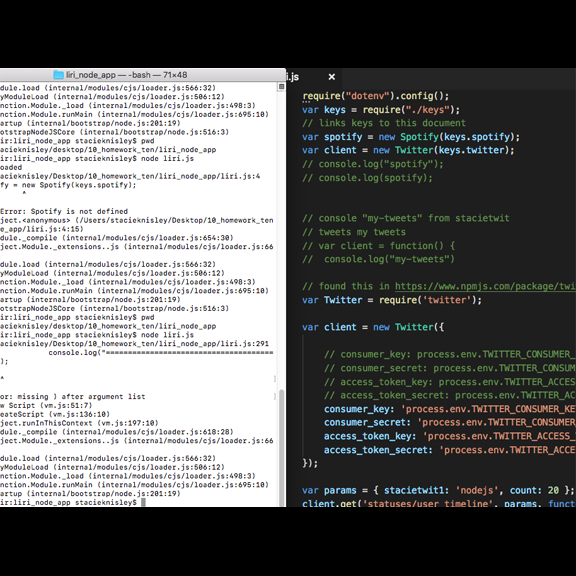 liri_node_app — -bash — 71×48
dule.load (internal/modules/cjs/loader.js:566:32)
yModuleLoad (internal/modules/cjs/loader.js:506:12)
nction.Module._load (internal/modules/cjs/loader.js:498:3)
nction.Module.runMain (internal/modules/cjs/loader.js:695:10)
artup (internal/bootstrap/node.js:201:19)
otstrapNodeJSCore (internal/bootstrap/node.js:516:3)
ir:liri_node_app stacieknisley$ pwd
acieknisley/Desktop/10_homework_ten/liri_node_app
ir:liri_node_app stacieknisley$ node liri.js
oaded
acieknisley/Desktop/10_homework_ten/liri_node_app/liri.js:4
fy = new Spotify(keys.spotify);
^
Error: Spotify is not defined
ject.<anonymous> (/Users/stacieknisley/Desktop/10_homework_ten
e_app/liri.js:4:15)
dule._compile (internal/modules/cjs/loader.js:654:30)
ject.Module._extensions..js (internal/modules/cjs/loader.js:66
dule.load (internal/modules/cjs/loader.js:566:32)
yModuleLoad (internal/modules/cjs/loader.js:506:12)
nction.Module._load (internal/modules/cjs/loader.js:498:3)
nction.Module.runMain (internal/modules/cjs/loader.js:695:10)
artup (internal/bootstrap/node.js:201:19)
otstrapNodeJSCore (internal/bootstrap/node.js:516:3)
ir:liri_node_app stacieknisley$ pwd
acieknisley/Desktop/10_homework_ten/liri_node_app
ir:liri_node_app stacieknisley$ node liri.js
acieknisley/Desktop/10_homework_ten/liri_node_app/liri.js:291
console.log("=====================================
);
^
or: missing ) after argument list
w Script (vm.js:51:7)
eateScript (vm.js:136:10)
ject.runInThisContext (vm.js:197:10)
dule._compile (internal/modules/cjs/loader.js:618:28)
ject.Module._extensions..js (internal/modules/cjs/loader.js:66
dule.load (internal/modules/cjs/loader.js:566:32)
yModuleLoad (internal/modules/cjs/loader.js:506:12)
nction.Module._load (internal/modules/cjs/loader.js:498:3)
nction.Module.runMain (internal/modules/cjs/loader.js:695:10)
artup (internal/bootstrap/node.js:201:19)
ir:liri_node_app stacieknisley$
i.js ×
require("dotenv").config();
var keys = require("./keys");
// links keys to this document
var spotify = new Spotify(keys.spotify);
var client = new Twitter(keys.twitter);
// console.log("spotify");
// console.log(spotify);
// console "my-tweets" from stacietwit
// tweets my tweets
// var client = function() {
//  console.log("my-tweets")
// found this in https://www.npmjs.com/package/twi
var Twitter = require('twitter');
var client = new Twitter({
// consumer_key: process.env.TWITTER_CONSUMER_
// consumer_secret: process.env.TWITTER_CONSUM
// access_token_key: process.env.TWITTER_ACCES
// access_token_secret: process.env.TWITTER_AC
consumer_key: 'process.env.TWITTER_CONSUMER_KE
consumer_secret: 'process.env.TWITTER_CONSUMER
access_token_key: 'process.env.TWITTER_ACCESS_
access_token_secret: 'process.env.TWITTER_ACCE
});
var params = { stacietwit1: 'nodejs', count: 20 };
client.get('statuses/user_timeline', params, funct